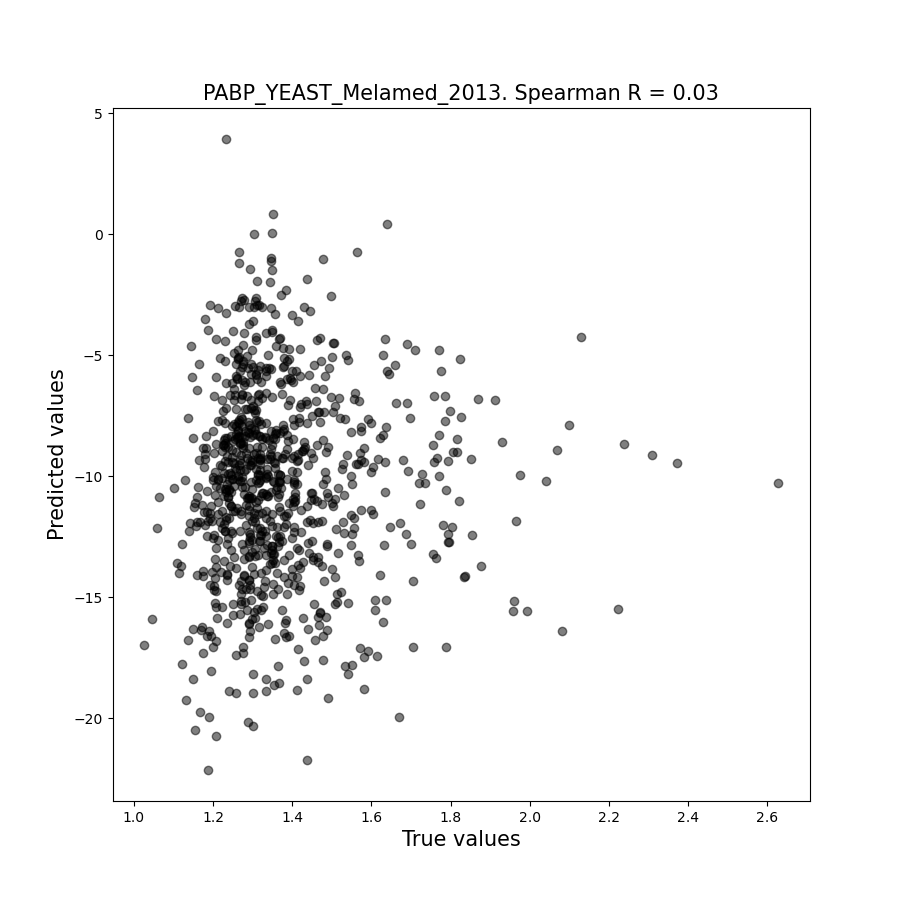 PABP_YEAST_Melamed_2013. Spearman R = 0.03
5
0
−5
−10
−15
−20
Predicted values
1.0 1.2 1.4 1.6 1.8 2.0 2.2 2.4 2.6
True values